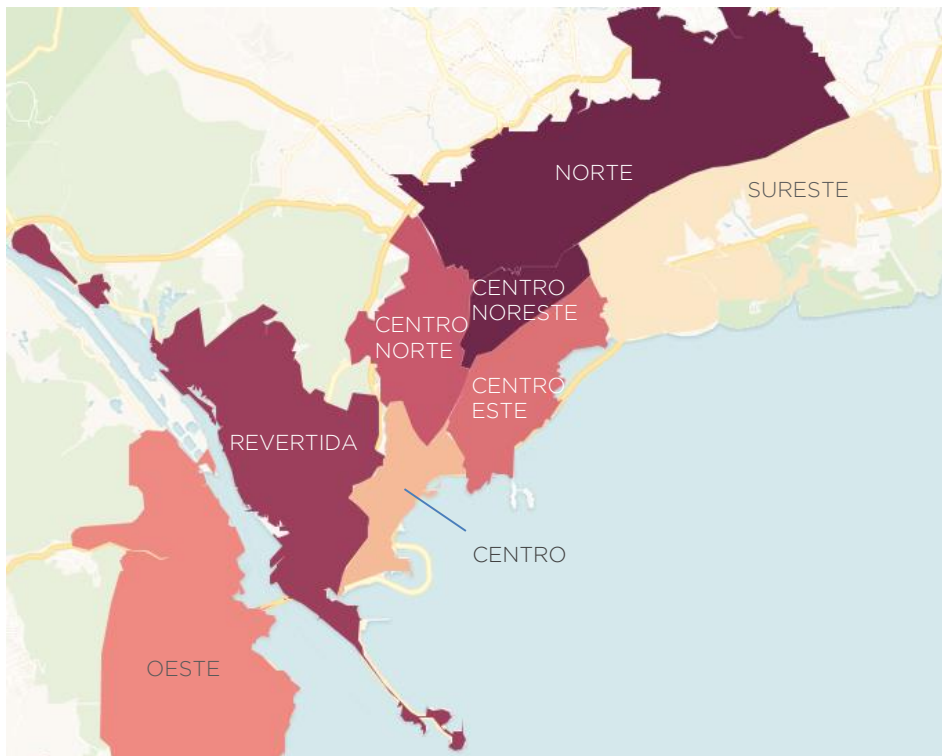 NORTE
SURESTE
CENTRO
NORESTE
CENTRO
NORTE
CENTRO
ESTE
REVERTIDA
CENTRO
OESTE